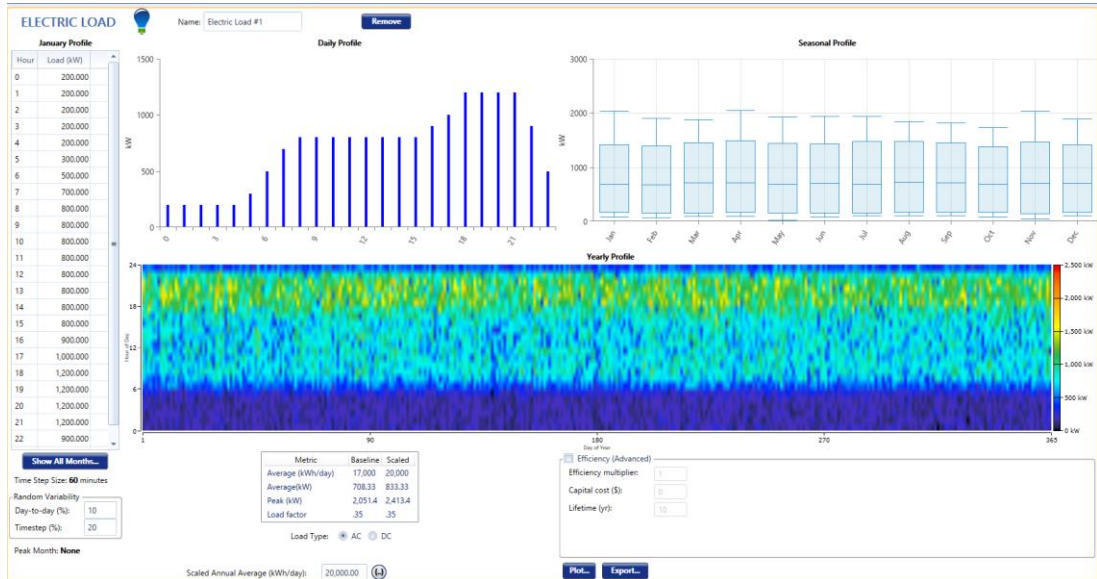 ELECTRIC LOAD
Name: Electric Load #1
Remove
January Profile
Hour Load (kW)
0 200.000
1 200.000
2 200.000
3 200.000
4 200.000
5 300.000
6 500.000
7 700.000
8 800.000
9 800.000
10 800.000
11 800.000
12 800.000
13 800.000
14 800.000
15 800.000
16 900.000
17 1,000.000
18 1,200.000
19 1,200.000
20 1,200.000
21 1,200.000
22 900.000
Show All Months...
Time Step Size: 60 minutes
Random Variability
Day-to-day (%): 10
Timestep (%): 20
Peak Month: None
Daily Profile
kW
1500
1000
500
0
0 3 6 9 12 15 18 21
Seasonal Profile
kW
3000
2000
1000
0
Jan Feb Mar Apr May Jun Jul Aug Sep Oct Nov Dec
Yearly Profile
Hour of Day
24
18
12
6
0
1 90 180 270 365
Day of Year
2,500 kW
2,000 kW
1,500 kW
1,000 kW
500 kW
0 kW
Metric Baseline Scaled
Average (kWh/day) 17,000 20,000
Average(kW) 708.33 833.33
Peak (kW) 2,051.4 2,413.4
Load factor .35 .35
Load Type: AC DC
Scaled Annual Average (kWh/day): 20,000.00 {..}
Efficiency (Advanced)
Efficiency multiplier: 1
Capital cost ($): 0
Lifetime (yr): 10
Plot... Export...